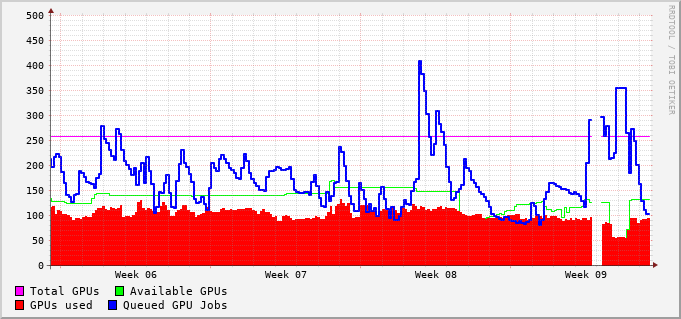 500
450
400
350
300
250
200
150
100
50
0
Week 06 Week 07 Week 08 Week 09
Total GPUs Available GPUs
GPUs used Queued GPU Jobs
RRDTOOL / TOBI OETIKER